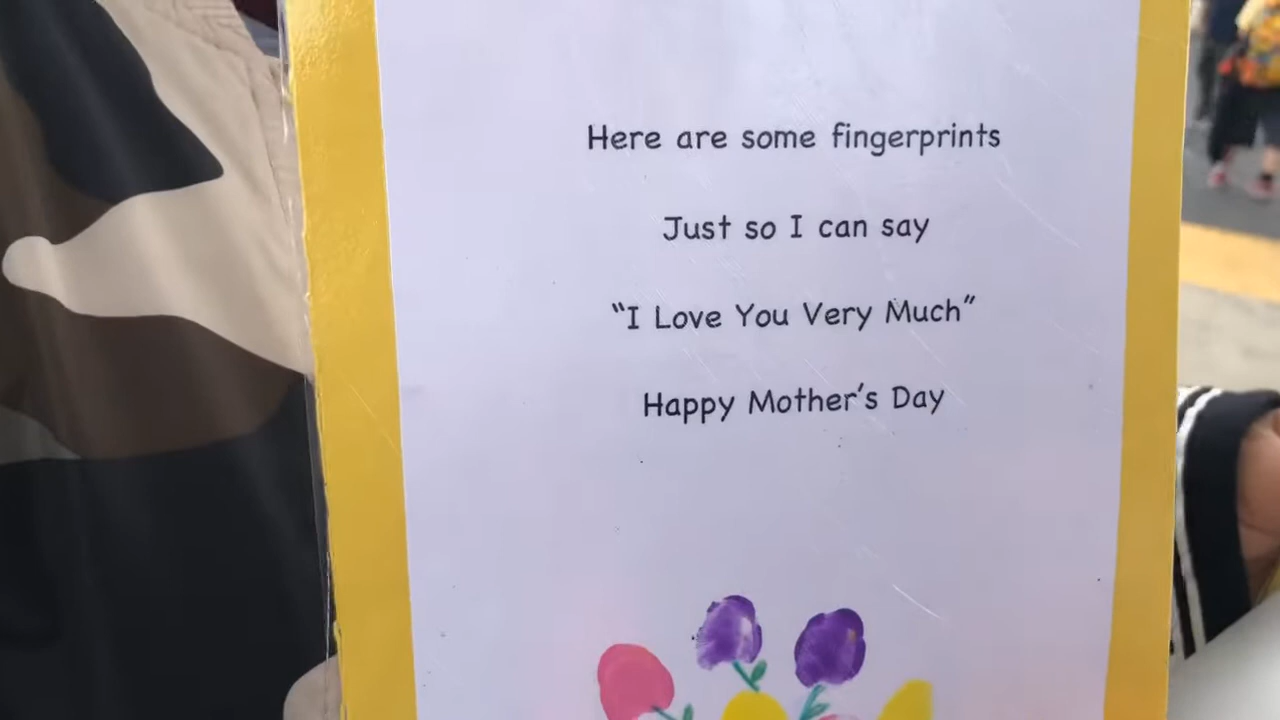 Here are some fingerprints
Just so I can say
“I Love You Very Much”
Happy Mother’s Day